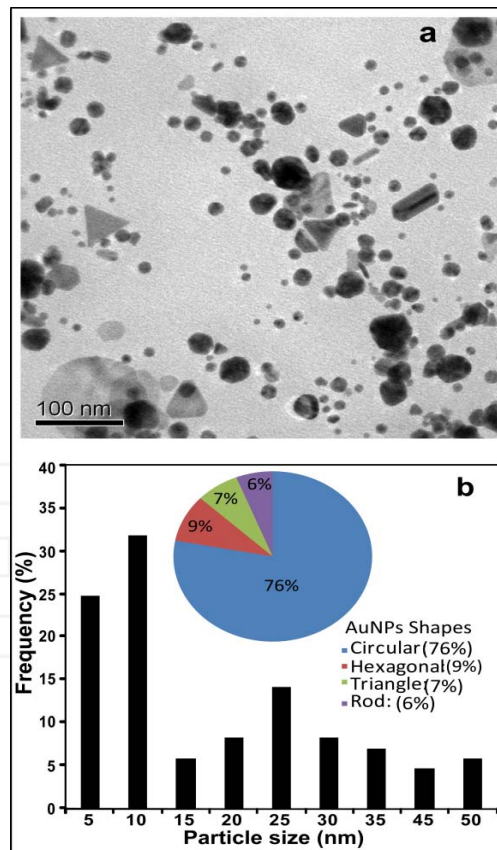 a
100 nm
b
40
35
30
25
20
15
10
5
0
Frequency (%)
6%
7%
9%
76%
AuNPs Shapes
Circular (76%)
Hexagonal (9%)
Triangle (7%)
Rod: (6%)
5 10 15 20 25 30 35 45 50
Particle size (nm)